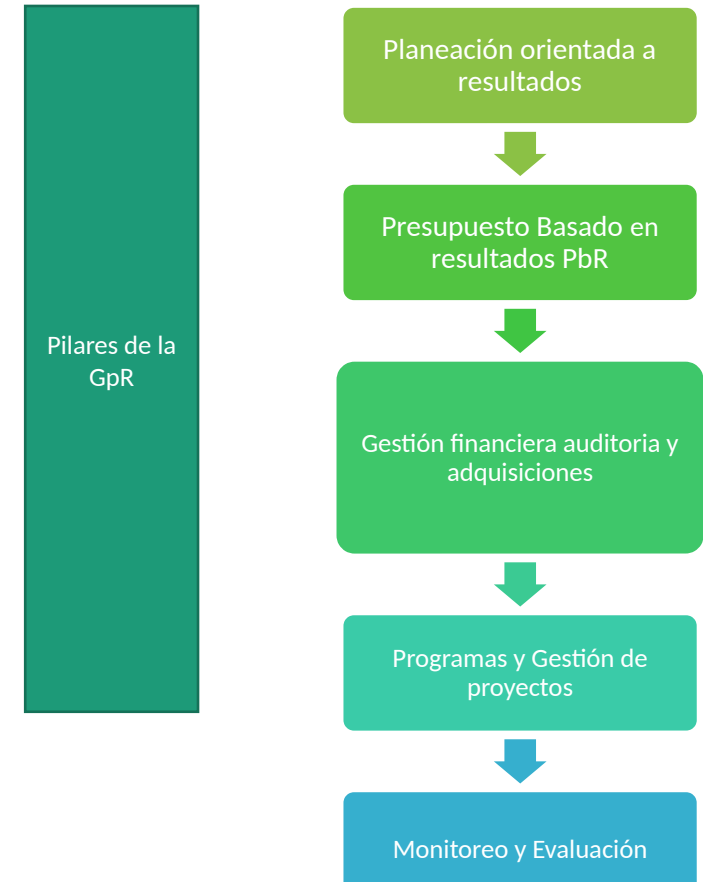 Pilares de la
GpR
Planeación orientada a
resultados
Presupuesto Basado en
resultados PbR
Gestión financiera auditoria y
adquisiciones
Programas y Gestión de
proyectos
Monitoreo y Evaluación